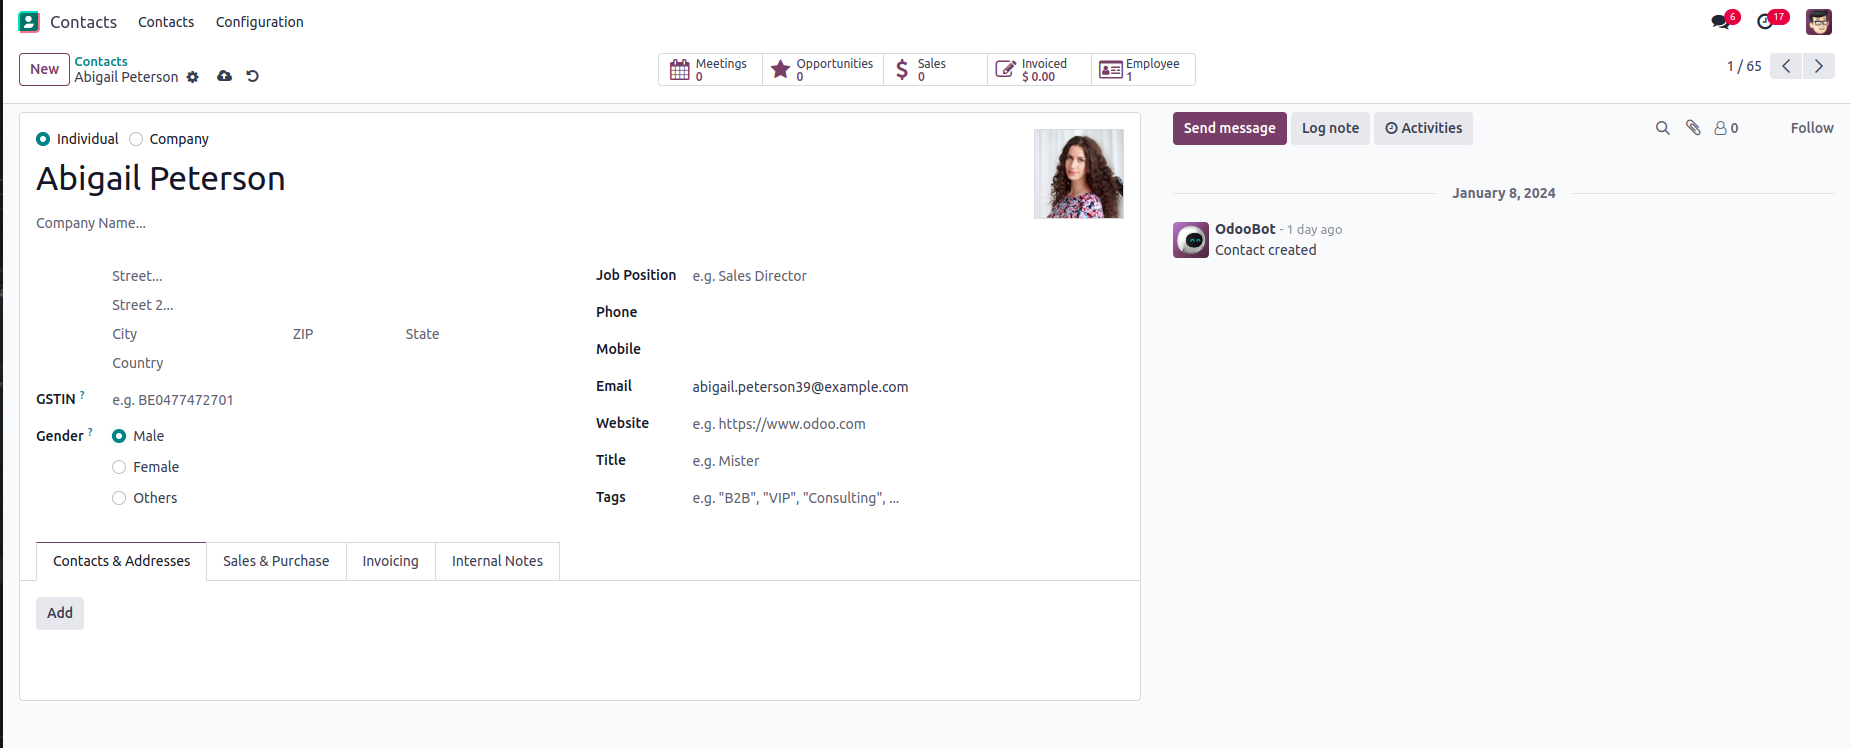 Contacts Contacts Configuration 6 17
New Contacts Meetings Opportunities Sales Invoiced Employee
Abigail Peterson 0 0 0 $ 0.00 1 1 / 65
Individual Company
Abigail Peterson
Company Name...
Street...
Street 2...
City ZIP State
Country
GSTIN ? e.g. BE0477472701
Gender ? Male
Female
Others
Job Position e.g. Sales Director
Phone
Mobile
Email abigail.peterson39@example.com
Website e.g. https://www.odoo.com
Title e.g. Mister
Tags e.g. "B2B", "VIP", "Consulting", ...
Contacts & Addresses Sales & Purchase Invoicing Internal Notes
Add
Send message Log note Activities 0 Follow
January 8, 2024
OdooBot - 1 day ago
Contact created